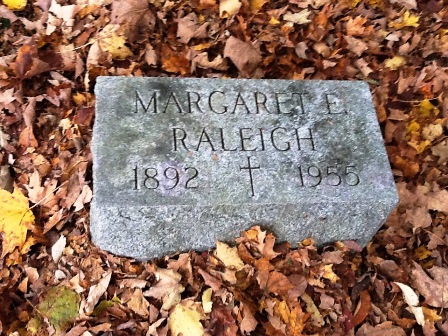 MARGARET E.
RALEIGH
1892 † 1955